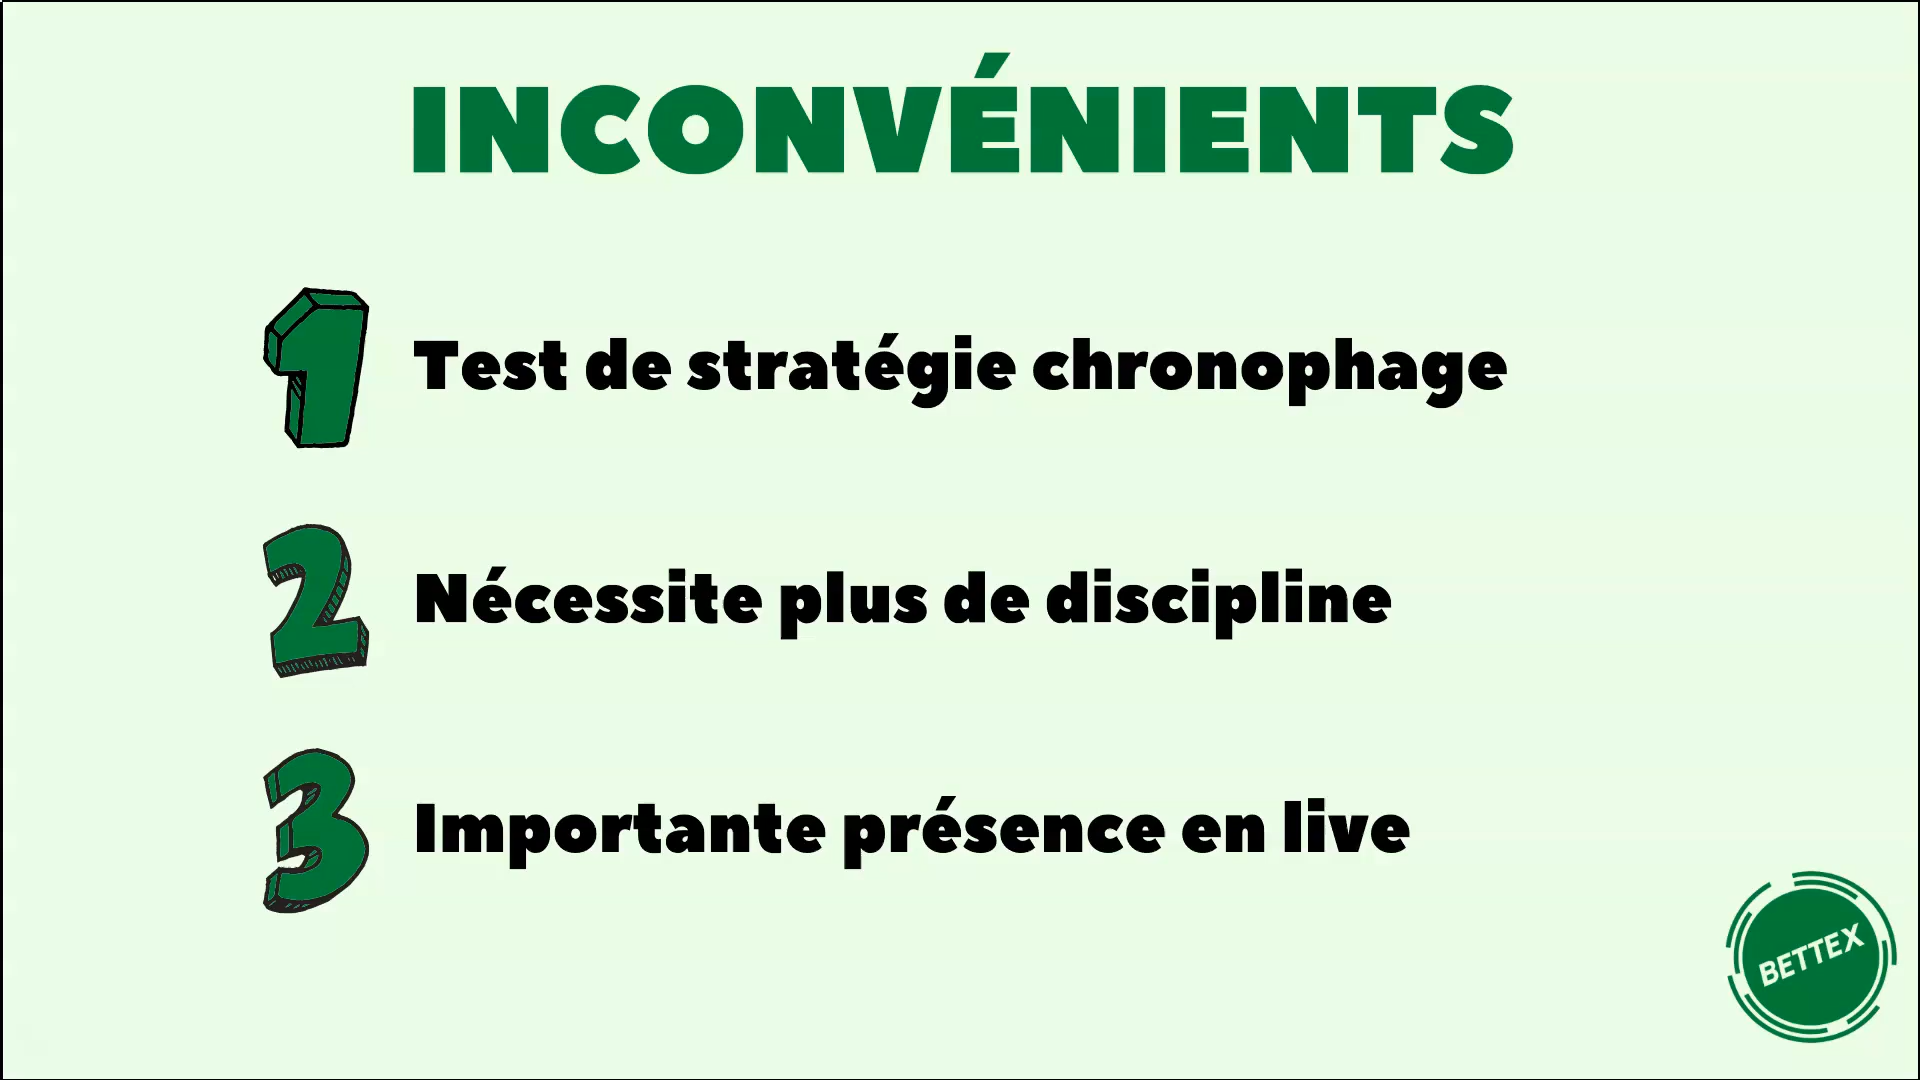 INCONVÉNIENTS
1 Test de stratégie chronophage
2 Nécessite plus de discipline
3 Importante présence en live
BETTEX